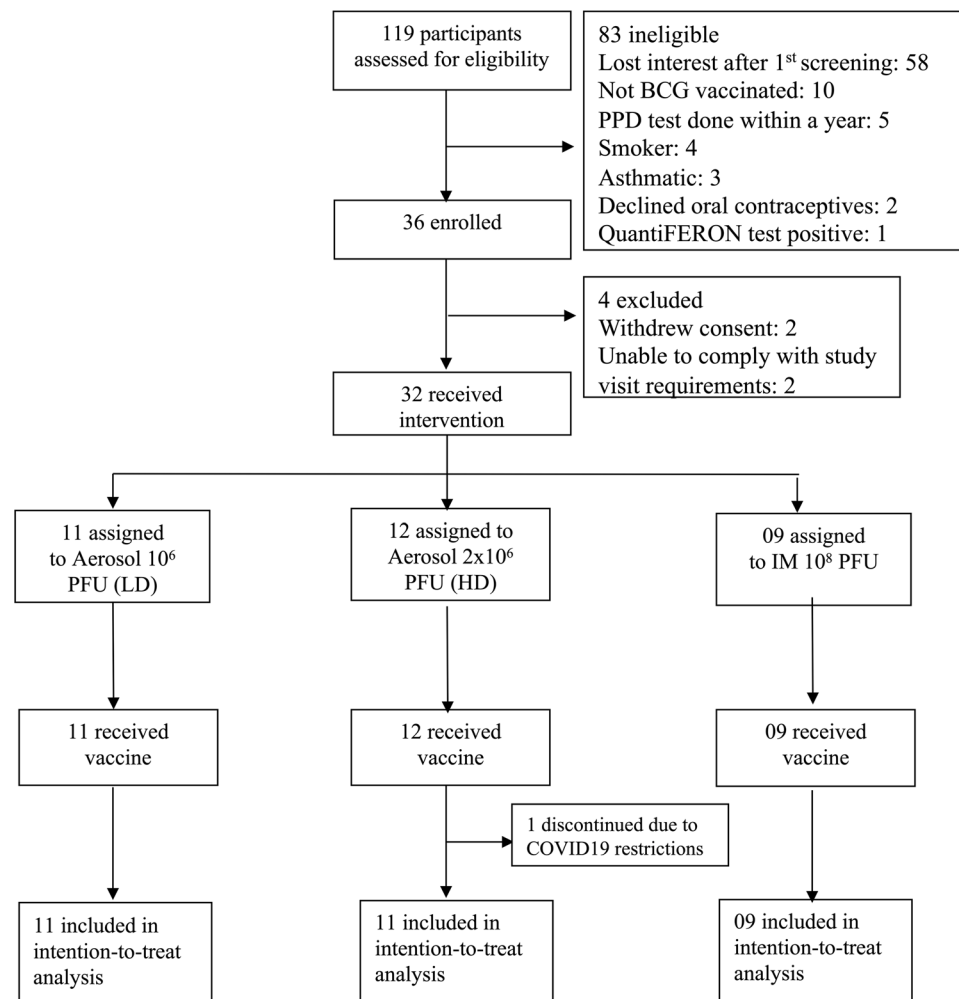 119 participants
assessed for eligibility
83 ineligible
Lost interest after 1st screening: 58
Not BCG vaccinated: 10
PPD test done within a year: 5
Smoker: 4
Asthmatic: 3
Declined oral contraceptives: 2
QuantiFERON test positive: 1
36 enrolled
4 excluded
Withdrew consent: 2
Unable to comply with study
visit requirements: 2
32 received
intervention
11 assigned
to Aerosol 10⁶
PFU (LD)
12 assigned to
Aerosol 2x10⁶
PFU (HD)
09 assigned
to IM 10⁸ PFU
11 received
vaccine
12 received
vaccine
09 received
vaccine
1 discontinued due to
COVID19 restrictions
11 included in
intention-to-treat
analysis
11 included in
intention-to-treat
analysis
09 included in
intention-to-treat
analysis